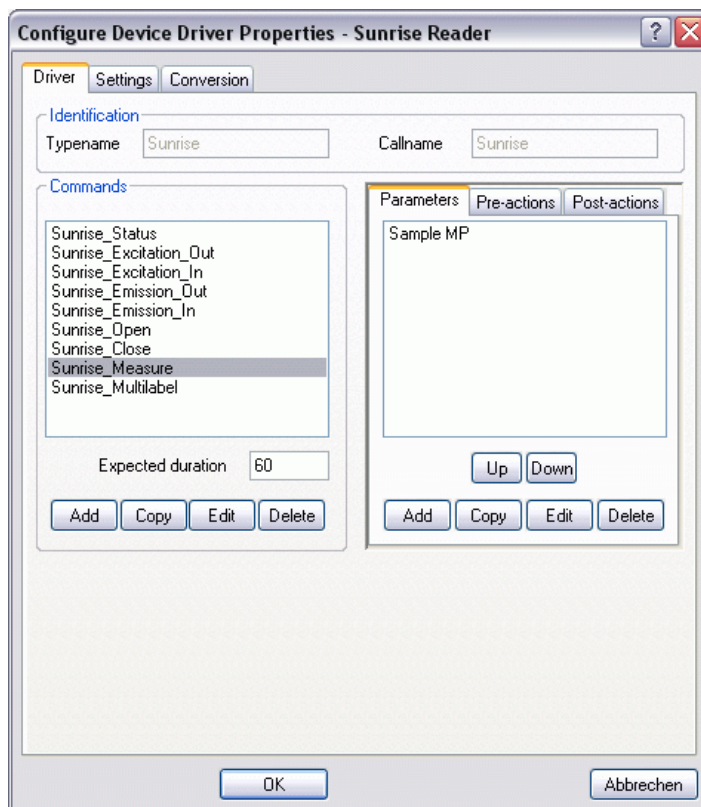 Configure Device Driver Properties - Sunrise Reader
?
Driver Settings Conversion
Identification
Typename Sunrise Callname Sunrise
Commands
Sunrise_Status
Sunrise_Excitation_Out
Sunrise_Excitation_In
Sunrise_Emission_Out
Sunrise_Emission_In
Sunrise_Open
Sunrise_Close
Sunrise_Measure
Sunrise_Multilabel
Expected duration 60
Add Copy Edit Delete
Parameters Pre-actions Post-actions
Sample MP
Up Down
Add Copy Edit Delete
OK Abbrechen